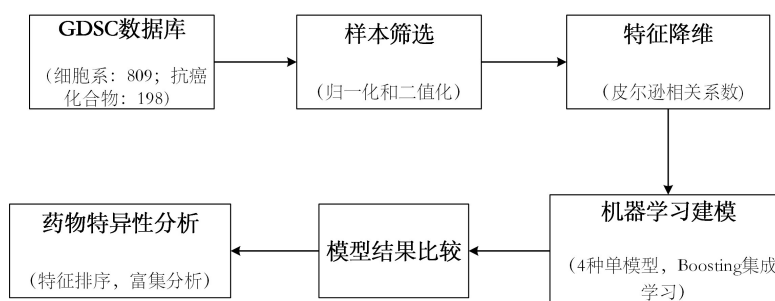 GDSC数据库
（细胞系：809；抗癌
化合物：198）
样本筛选
（归一化和二值化）
特征降维
（皮尔逊相关系数)
机器学习建模
（4种单模型，Boosting集成
学习）
模型结果比较
药物特异性分析
（特征排序，富集分析）